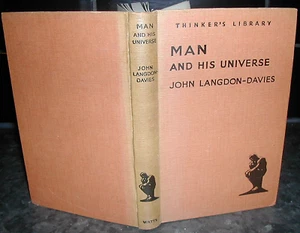 MAN
AND HIS
UNIVERSE
JOHN
LANGDON-
DAVIES
WATTS
THINKER'S LIBRARY
MAN
AND HIS UNIVERSE
JOHN LANGDON-DAVIES